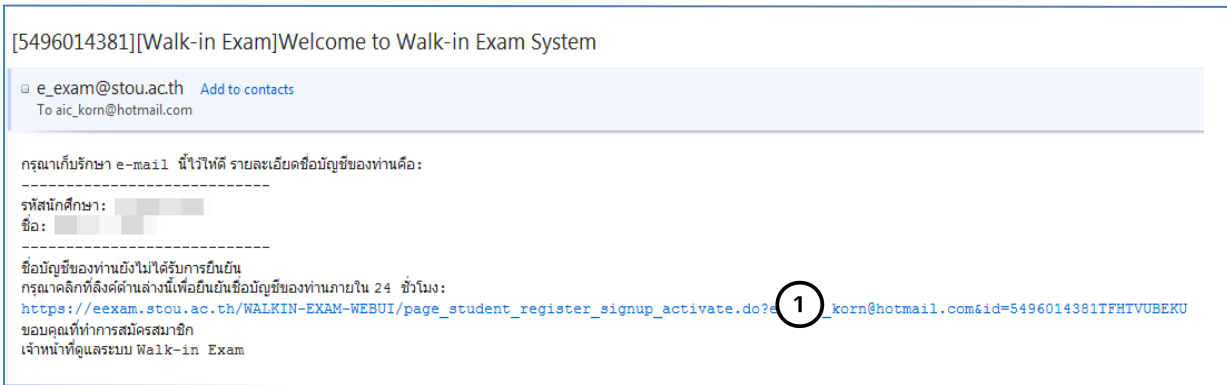 [5496014381][Walk-in Exam]Welcome to Walk-in Exam System
e_exam@stou.ac.th Add to contacts
To aic_korn@hotmail.com
กรุณาเก็บรักษา e-mail นี้ไว้ให้ดี รายละเอียดชื่อบัญชีของท่านคือ:
----------------------------
รหัสนักศึกษา:
ชื่อ:
----------------------------
ชื่อบัญชีของท่านยังไม่ได้รับการยืนยัน
กรุณาคลิกที่ลิงค์ด้านล่างนี้เพื่อยืนยันชื่อบัญชีของท่านภายใน 24 ชั่วโมง:
https://eexam.stou.ac.th/WALKIN-EXAM-WEBUI/page_student_register_signup_activate.do?e 1 _korn@hotmail.com&id=5496014381TFHTVUBEKU
ขอบคุณที่ทำการสมัครสมาชิก
เจ้าหน้าที่ดูแลระบบ Walk-in Exam